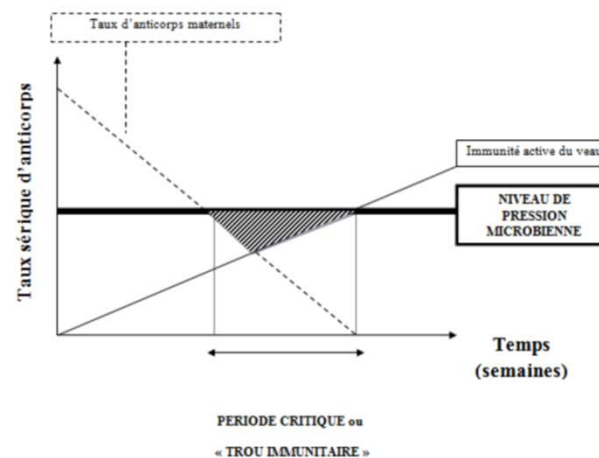 Taux d'anticorps maternels
Taux sérique d'anticorps
Immunité active du veau
NIVEAU DE
PRESSION
MICROBIENNE
Temps
(semaines)
PERIODE CRITIQUE ou
« TROU IMMUNITAIRE »